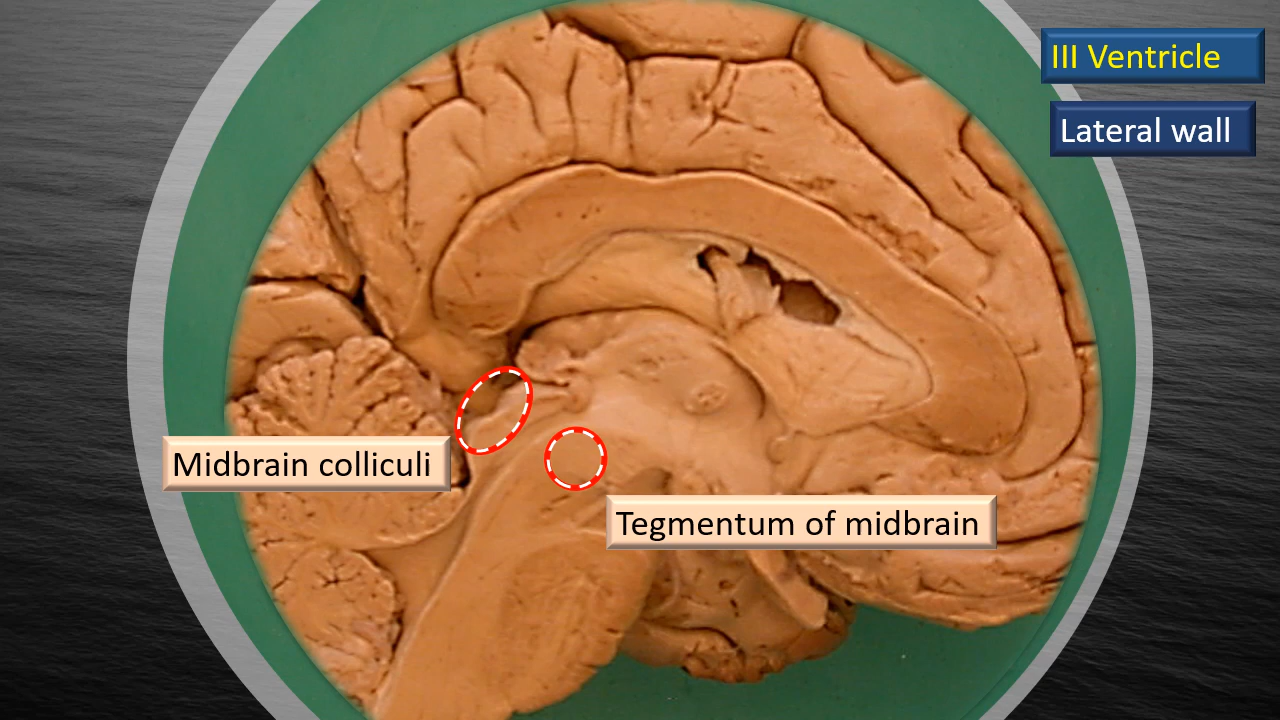 III Ventricle
Lateral wall
Midbrain colliculi
Tegmentum of midbrain